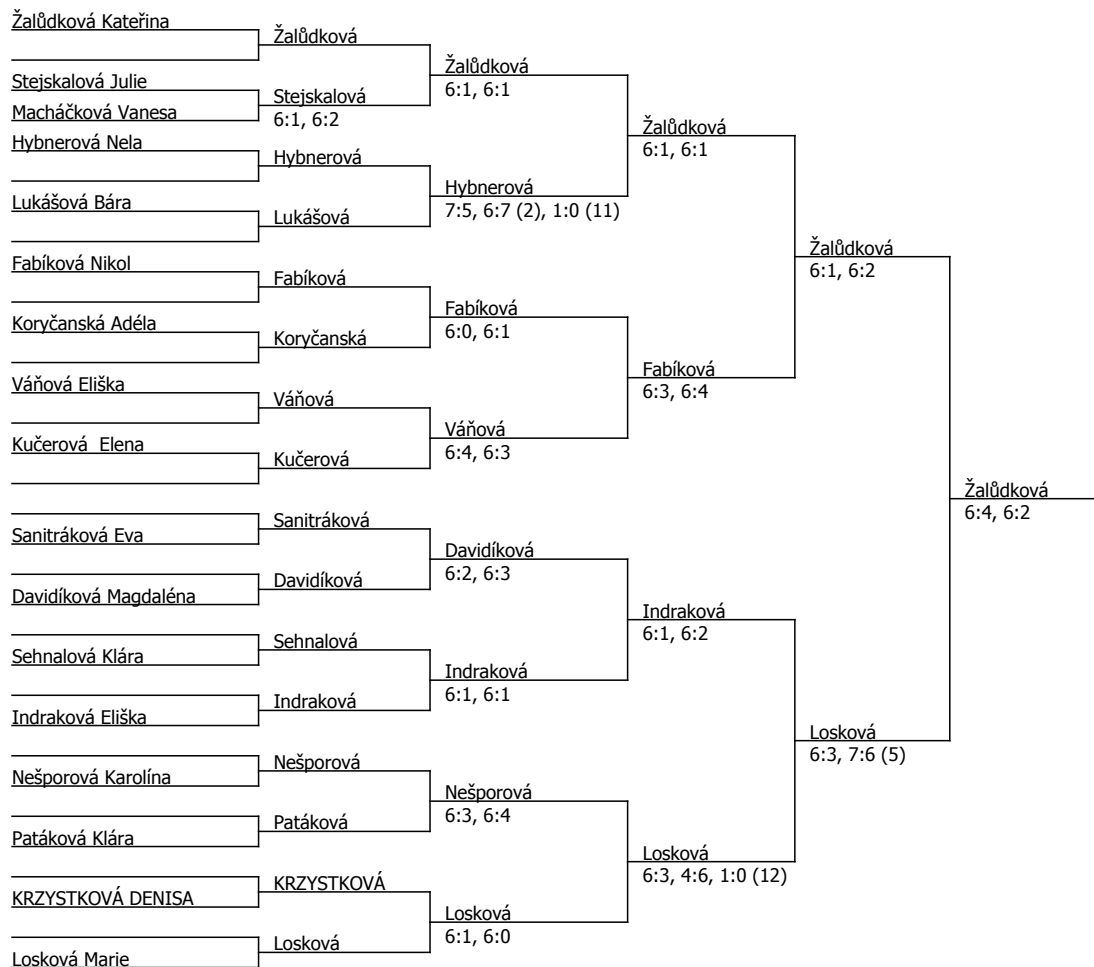 Žalůdková Kateřina
Stejskalová Julie
Macháčková Vanesa
Hybnerová Nela
Lukášová Bára
Fabíková Nikol
Koryčanská Adéla
Váňová Eliška
Kučerová  Elena
Sanitráková Eva
Davidíková Magdaléna
Sehnalová Klára
Indraková Eliška
Nešporová Karolína
Patáková Klára
KRZYSTKOVÁ DENISA
Losková Marie
Žalůdková
Stejskalová
6:1, 6:2
Hybnerová
Lukášová
Fabíková
Koryčanská
Váňová
Kučerová
Sanitráková
Davidíková
Sehnalová
Indraková
Nešporová
Patáková
KRZYSTKOVÁ
Losková
Žalůdková
6:1, 6:1
Hybnerová
7:5, 6:7 (2), 1:0 (11)
Fabíková
6:0, 6:1
Váňová
6:4, 6:3
Davidíková
6:2, 6:3
Indraková
6:1, 6:1
Nešporová
6:3, 6:4
Losková
6:1, 6:0
Žalůdková
6:1, 6:1
Fabíková
6:3, 6:4
Indraková
6:1, 6:2
Losková
6:3, 4:6, 1:0 (12)
Žalůdková
6:1, 6:2
Losková
6:3, 7:6 (5)
Žalůdková
6:4, 6:2